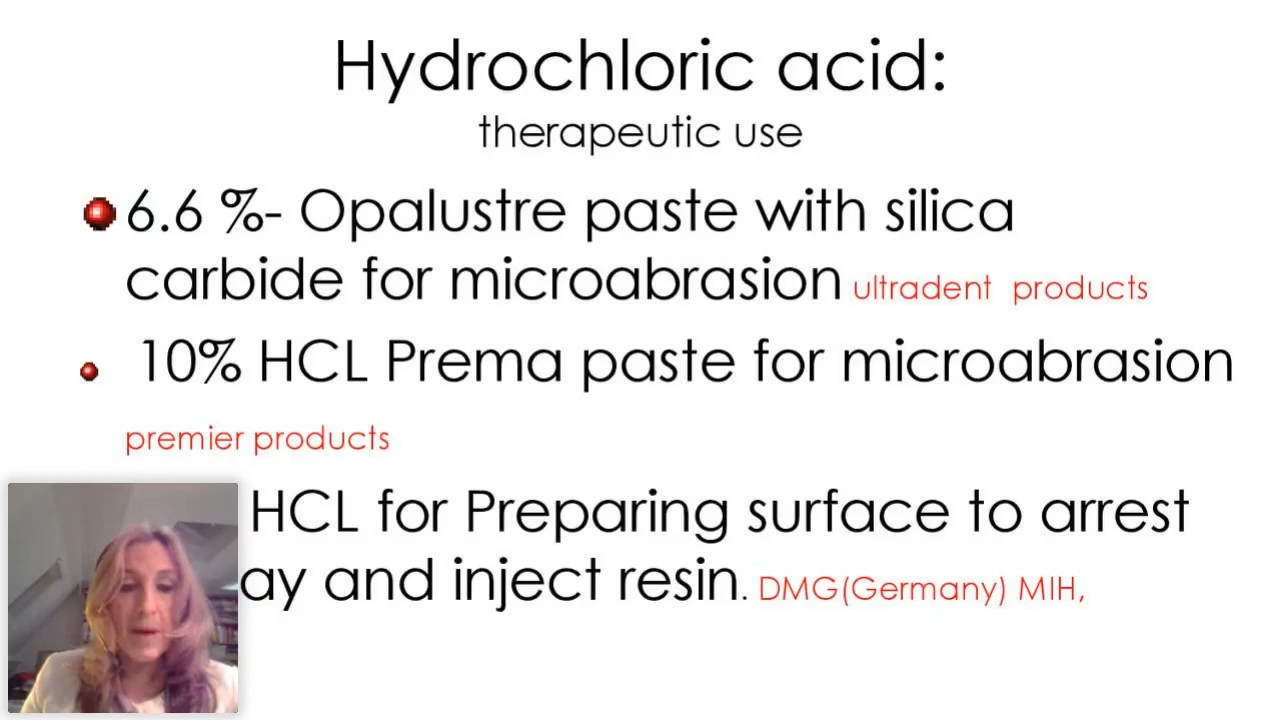 Hydrochloric acid:
therapeutic use
6.6 %- Opalustre paste with silica
carbide for microabrasion ultradent products
10% HCL Prema paste for microabrasion
premier products
HCL for Preparing surface to arrest
ay and inject resin. DMG(Germany) MIH,